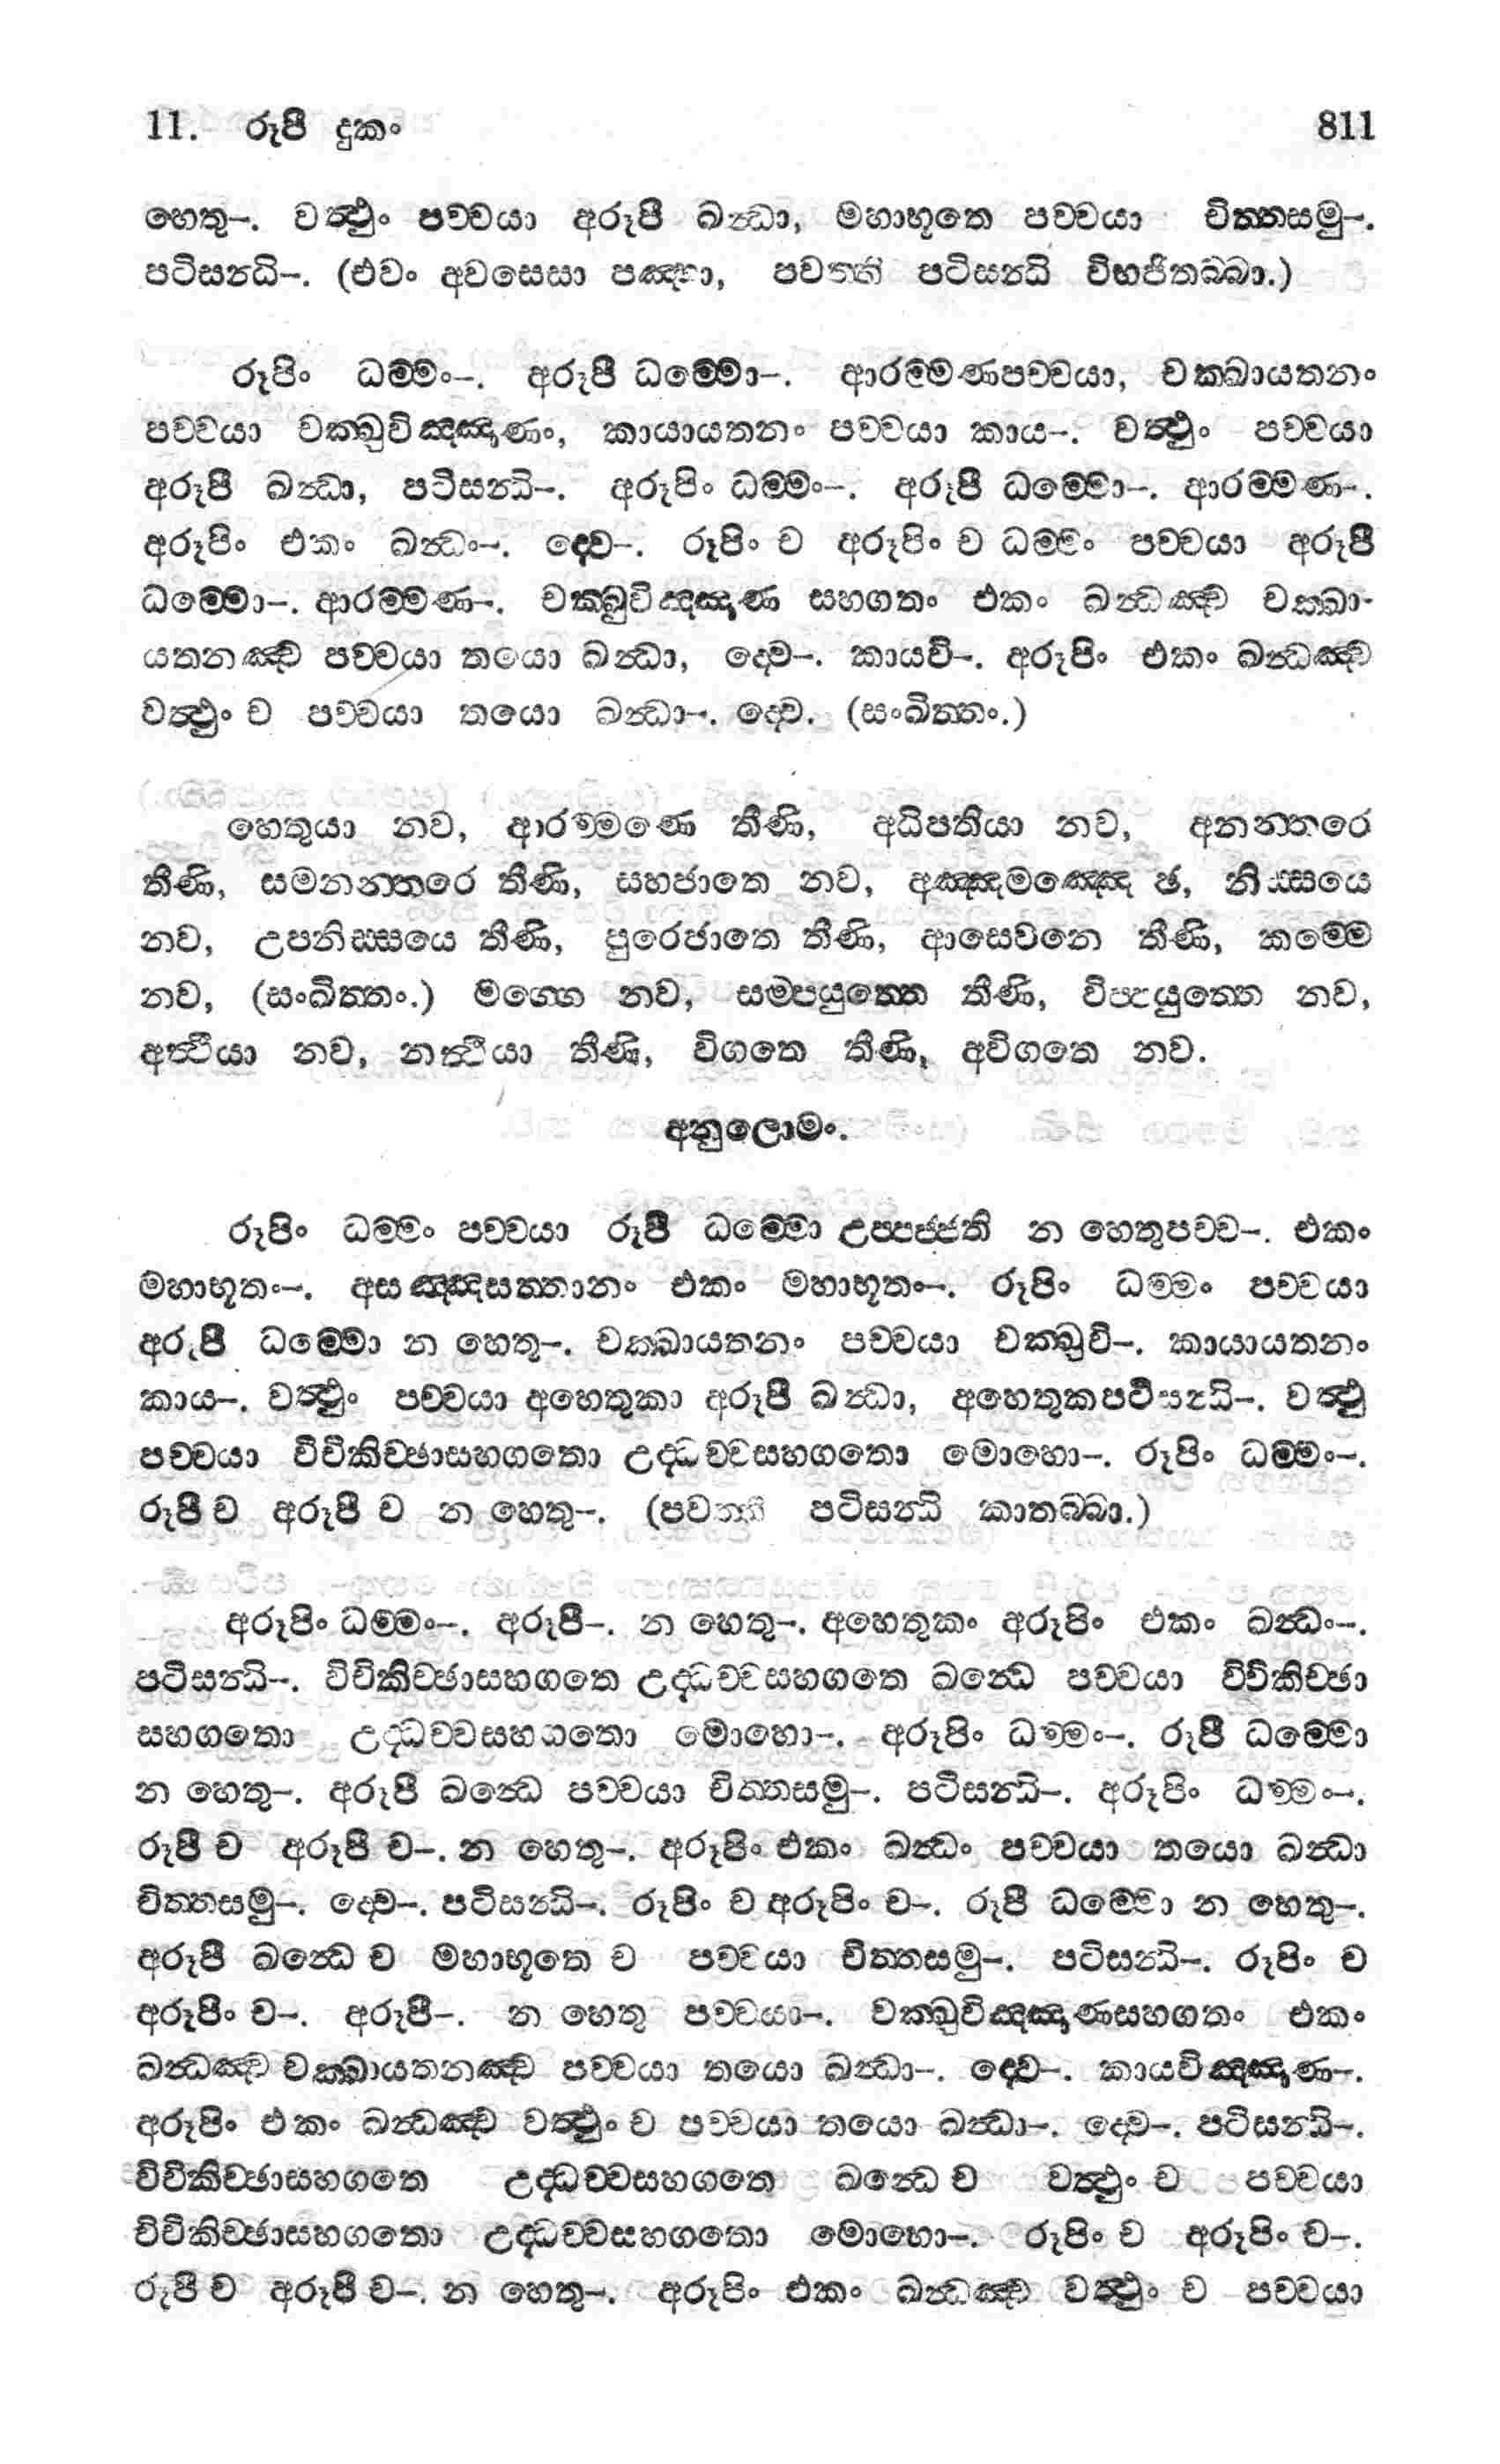 11. රූපී දුකං 811
හෙතු-. වත්‍ථුං පච්චයා අරූපී ඛන්‍ධා, මහාභූතෙ පච්චයා චිත්තසමු-.
පටිසන්‍ධි-. (එවං අවසෙසා පඤ්හා, පවත්ති පටිසන්‍ධි විභජිතබ්බා.)
රූපිං ධම්මං-. අරූපී ධම්මො-. ආරම්මණපච්චයා, චක්ඛායතනං
පච්චයා චක්ඛුවිඤ්ඤාණං, කායායතනං පච්චයා කාය-. වත්‍ථුං පච්චයා
අරූපී ඛන්‍ධා, පටිසන්‍ධි-. අරූපිං ධම්මං-. අරූපී ධම්මො-. ආරම්මණ-.
අරූපිං එකං ඛන්‍ධං-. ද්වෙ-. රූපිං ච අරූපිං ච ධම්මං පච්චයා අරූපී
ධම්මො-. ආරම්මණ-. චක්ඛුවිඤ්ඤාණ සහගතං එකං ඛන්‍ධඤ්ච චක්ඛා-
යතනඤ්ච පච්චයා තයො ඛන්‍ධා, ද්වෙ-. කායවි-. අරූපිං එකං ඛන්‍ධඤ්ච
වත්‍ථුං ච පච්චයා තයො ඛන්‍ධා-. ද්වෙ. (සංඛිත්තං.)
හෙතුයා නව, ආරම්මණෙ තීණි, අධිපතියා නව, අනන්තරෙ
තීණි, සමනන්තරෙ තීණි, සහජාතෙ නව, අඤ්ඤමඤ්ඤෙ ඡ, නිස්සයෙ
නව, උපනිස්සයෙ තීණි, පුරෙජාතෙ තීණි, ආසෙවනෙ තීණි, කම්මෙ
නව, (සංඛිත්තං.) මග්ගෙ නව, සම්පයුත්තෙ තීණි, විප්පයුත්තෙ නව,
අත්‍ථියා නව, නත්‍ථියා තීණි, විගතෙ තීණි, අවිගතෙ නව.
අනුලොමං.
රූපිං ධම්මං පච්චයා රූපී ධම්මො උප්පජ්ජති න හෙතුපච්ච-. එකං
මහාභූතං-. අසඤ්ඤසත්තානං එකං මහාභූතං-. රූපිං ධම්මං පච්චයා
අරූපී ධම්මො න හෙතු-. චක්ඛායතනං පච්චයා චක්ඛුවි-. කායායතනං
කාය-. වත්‍ථුං පච්චයා අහෙතුකා අරූපී ඛන්‍ධා, අහෙතුකපටිසන්‍ධි-. වත්‍ථු
පච්චයා විචිකිච්ඡාසහගතො උද්ධච්චසහගතො මොහො-. රූපිං ධම්මං-.
රූපී ච අරූපී ච න හෙතු-. (පවත්ති පටිසන්‍ධි කාතබ්බා.)
අරූපිං ධම්මං-. අරූපී-. න හෙතු-. අහෙතුකං අරූපිං එකං ඛන්‍ධං-.
පටිසන්‍ධි-. විචිකිච්ඡාසහගතෙ උද්ධච්චසහගතෙ ඛන්‍ධෙ පච්චයා විචිකිච්ඡා
සහගතො උද්ධච්චසහගතො මොහො-. අරූපිං ධම්මං-. රූපී ධම්මො
න හෙතු-. අරූපී ඛන්‍ධෙ පච්චයා චිත්තසමු-. පටිසන්‍ධි-. අරූපිං ධම්මං-.
රූපී ච අරූපී ච-. න හෙතු-. අරූපිං එකං ඛන්‍ධං පච්චයා තයො ඛන්‍ධා
චිත්තසමු-. ද්වෙ-. පටිසන්‍ධි-. රූපිං ච අරූපිං ච-. රූපී ධම්මො න හෙතු-.
අරූපී ඛන්‍ධෙ ච මහාභූතෙ ච පච්චයා චිත්තසමු-. පටිසන්‍ධි-. රූපිං ච
අරූපිං ච-. අරූපී-. න හෙතු පච්චයා-. චක්ඛුවිඤ්ඤාණසහගතං එකං
ඛන්‍ධඤ්ච චක්ඛායතනඤ්ච පච්චයා තයො ඛන්‍ධා-. ද්වෙ-. කායවිඤ්ඤාණ-.
අරූපිං එකං ඛන්‍ධඤ්ච වත්‍ථුං ච පච්චයා තයො ඛන්‍ධා-. ද්වෙ-. පටිසන්‍ධි-.
විචිකිච්ඡාසහගතෙ උද්ධච්චසහගතෙ ඛන්‍ධෙ ච වත්‍ථුං ච පච්චයා
විචිකිච්ඡාසහගතො උද්ධච්චසහගතො මොහො-. රූපිං ච අරූපිං ච-.
රූපී ච අරූපී ච-. න හෙතු-. අරූපිං එකං ඛන්‍ධඤ්ච වත්‍ථුං ච පච්චයා